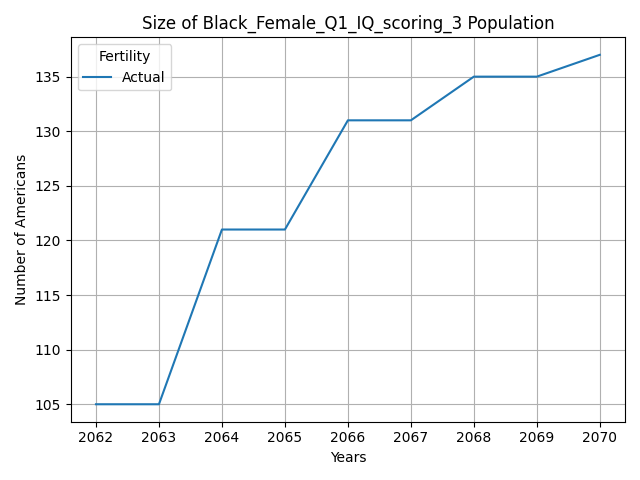 Size of Black_Female_Q1_IQ_scoring_3 Population
Fertility
Actual
Number of Americans
135
130
125
120
115
110
105
2062 2063 2064 2065 2066 2067 2068 2069 2070
Years